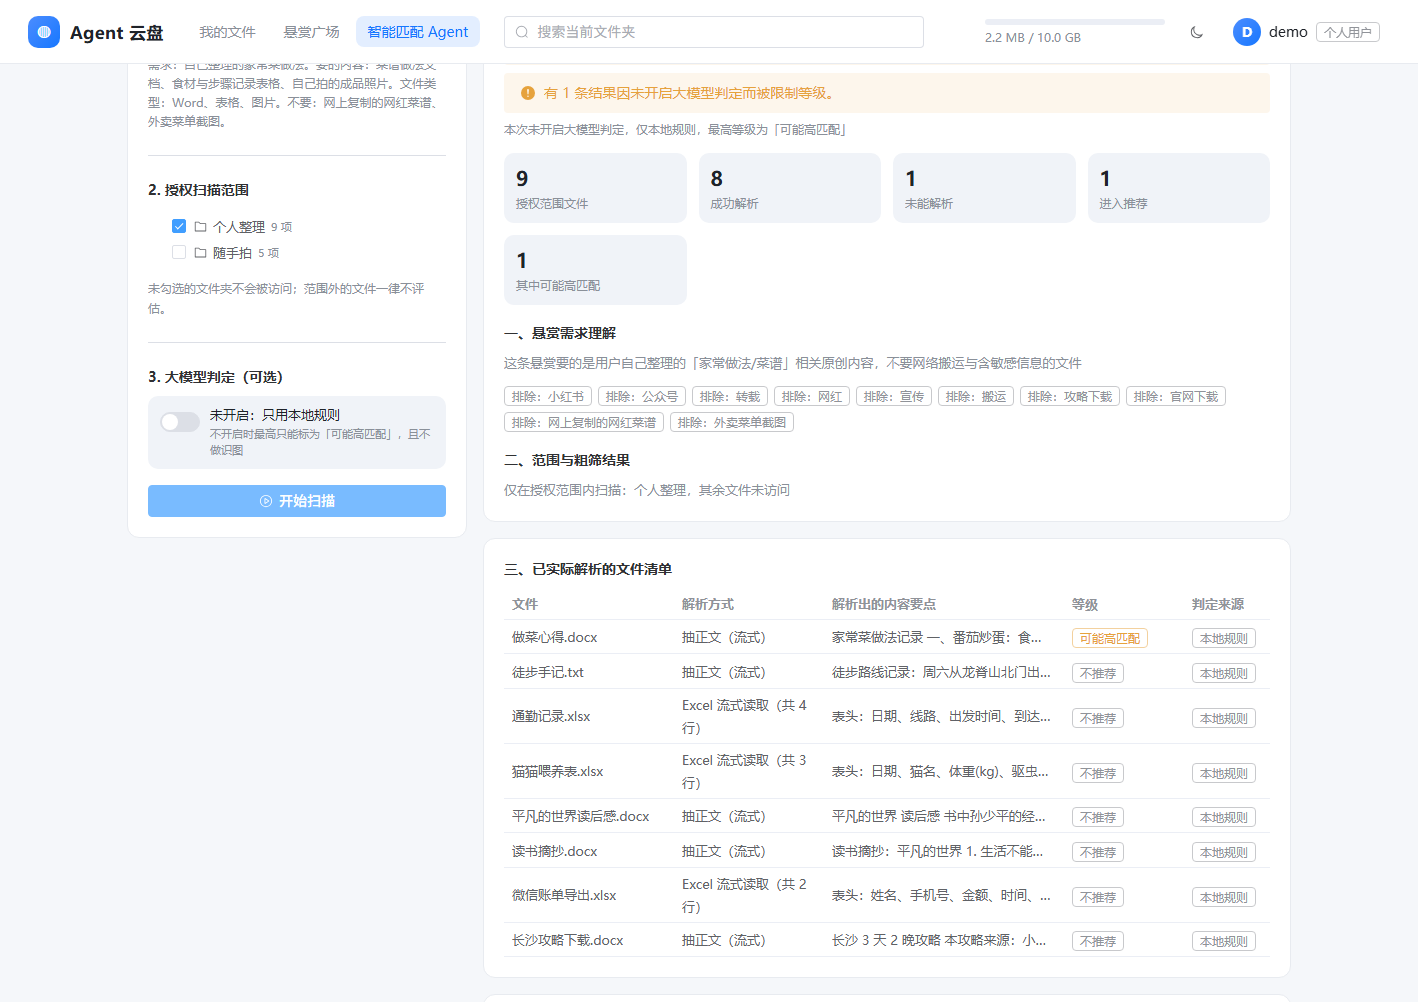 Agent 云盘
我的文件
悬赏广场
智能匹配 Agent
搜索当前文件夹
2.2 MB / 10.0 GB
D
demo
个人用户
需求：自己整理的家常菜做法。要的内容：菜谱做法文
档、食材与步骤记录表格、自己拍的成品照片。文件类
型：Word、表格、图片。不要：网上复制的网红菜谱、
外卖菜单截图。
2. 授权扫描范围
个人整理 9 项
随手拍 5 项
未勾选的文件夹不会被访问；范围外的文件一律不评
估。
3. 大模型判定（可选）
未开启：只用本地规则
不开启时最高只能标为「可能高匹配」，且不
做识图
开始扫描
有 1 条结果因未开启大模型判定而被限制等级。
本次未开启大模型判定，仅本地规则，最高等级为「可能高匹配」
9
授权范围文件
8
成功解析
1
未能解析
1
进入推荐
1
其中可能高匹配
一、悬赏需求理解
这条悬赏要的是用户自己整理的「家常做法/菜谱」相关原创内容，不要网络搬运与含敏感信息的文件
排除：小红书 排除：公众号 排除：转载 排除：网红 排除：宣传 排除：搬运 排除：攻略下载 排除：官网下载
排除：网上复制的网红菜谱 排除：外卖菜单截图
二、范围与粗筛结果
仅在授权范围内扫描：个人整理，其余文件未访问
三、已实际解析的文件清单
文件 解析方式 解析出的内容要点 等级 判定来源
做菜心得.docx 抽正文（流式） 家常菜做法记录 一、番茄炒蛋：食... 可能高匹配 本地规则
徒步手记.txt 抽正文（流式） 徒步路线记录：周六从龙脊山北门出... 不推荐 本地规则
通勤记录.xlsx Excel 流式读取（共 4 行） 表头：日期、线路、出发时间、到达... 不推荐 本地规则
猫猫喂养表.xlsx Excel 流式读取（共 3 行） 表头：日期、猫名、体重(kg)、驱虫... 不推荐 本地规则
平凡的世界读后感.docx 抽正文（流式） 平凡的世界 读后感 书中孙少平的经... 不推荐 本地规则
读书摘抄.docx 抽正文（流式） 读书摘抄：平凡的世界 1. 生活不能... 不推荐 本地规则
微信账单导出.xlsx Excel 流式读取（共 2 行） 表头：姓名、手机号、金额、时间、... 不推荐 本地规则
长沙攻略下载.docx 抽正文（流式） 长沙 3 天 2 晚攻略 本攻略来源：小... 不推荐 本地规则